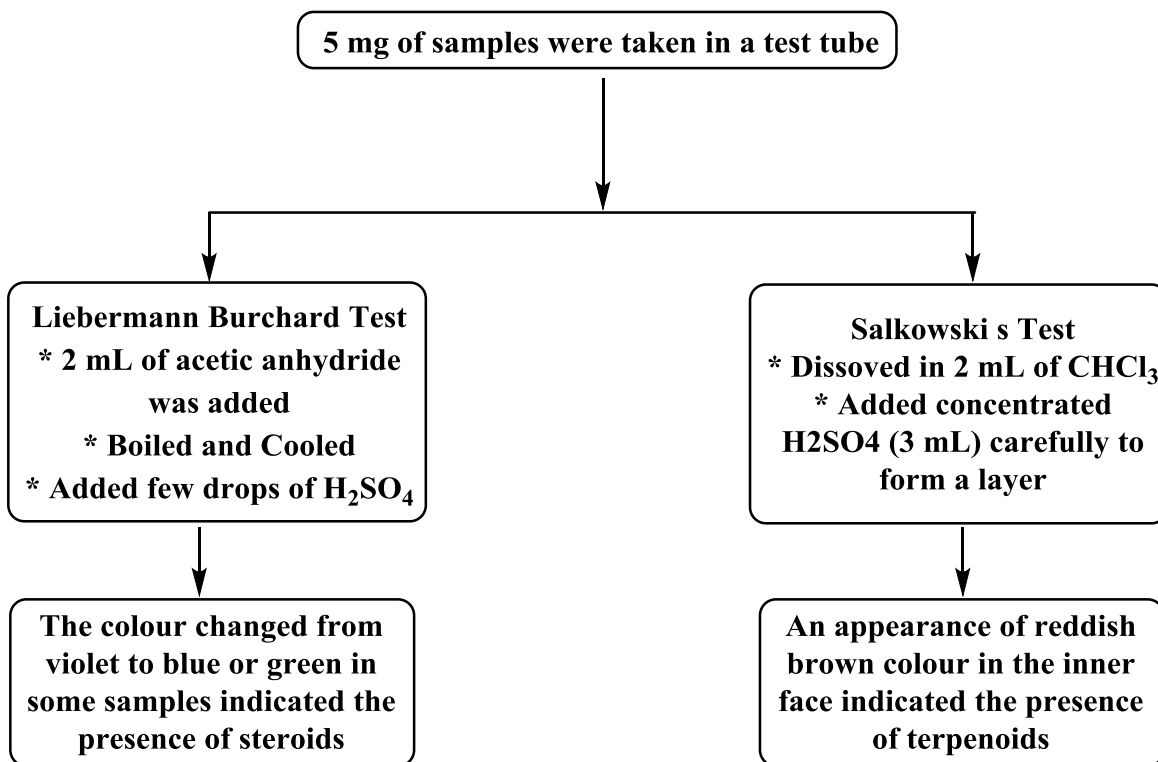 5 mg of samples were taken in a test tube
Liebermann Burchard Test
* 2 mL of acetic anhydride
was added
* Boiled and Cooled
* Added few drops of H₂SO₄
Salkowski s Test
* Dissoved in 2 mL of CHCl₃
* Added concentrated
H2SO4 (3 mL) carefully to
form a layer
The colour changed from
violet to blue or green in
some samples indicated the
presence of steroids
An appearance of reddish
brown colour in the inner
face indicated the presence
of terpenoids